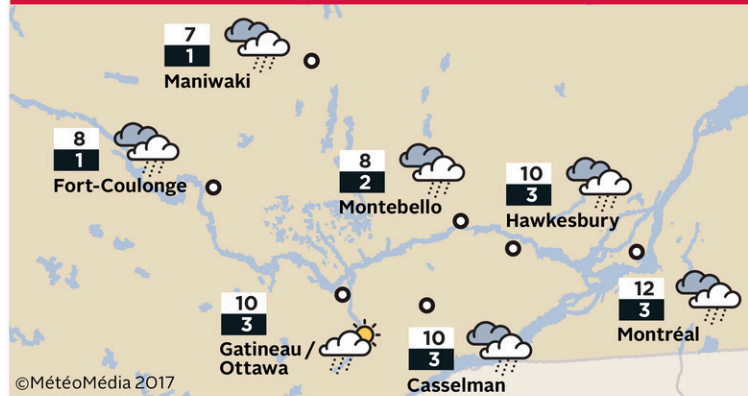 7
1
Maniwaki
8
1
Fort-Coulonge
8
2
Montebello
10
3
Hawkesbury
10
3
Gatineau /
Ottawa
10
3
Casselman
12
3
Montréal
©MétéoMédia 2017